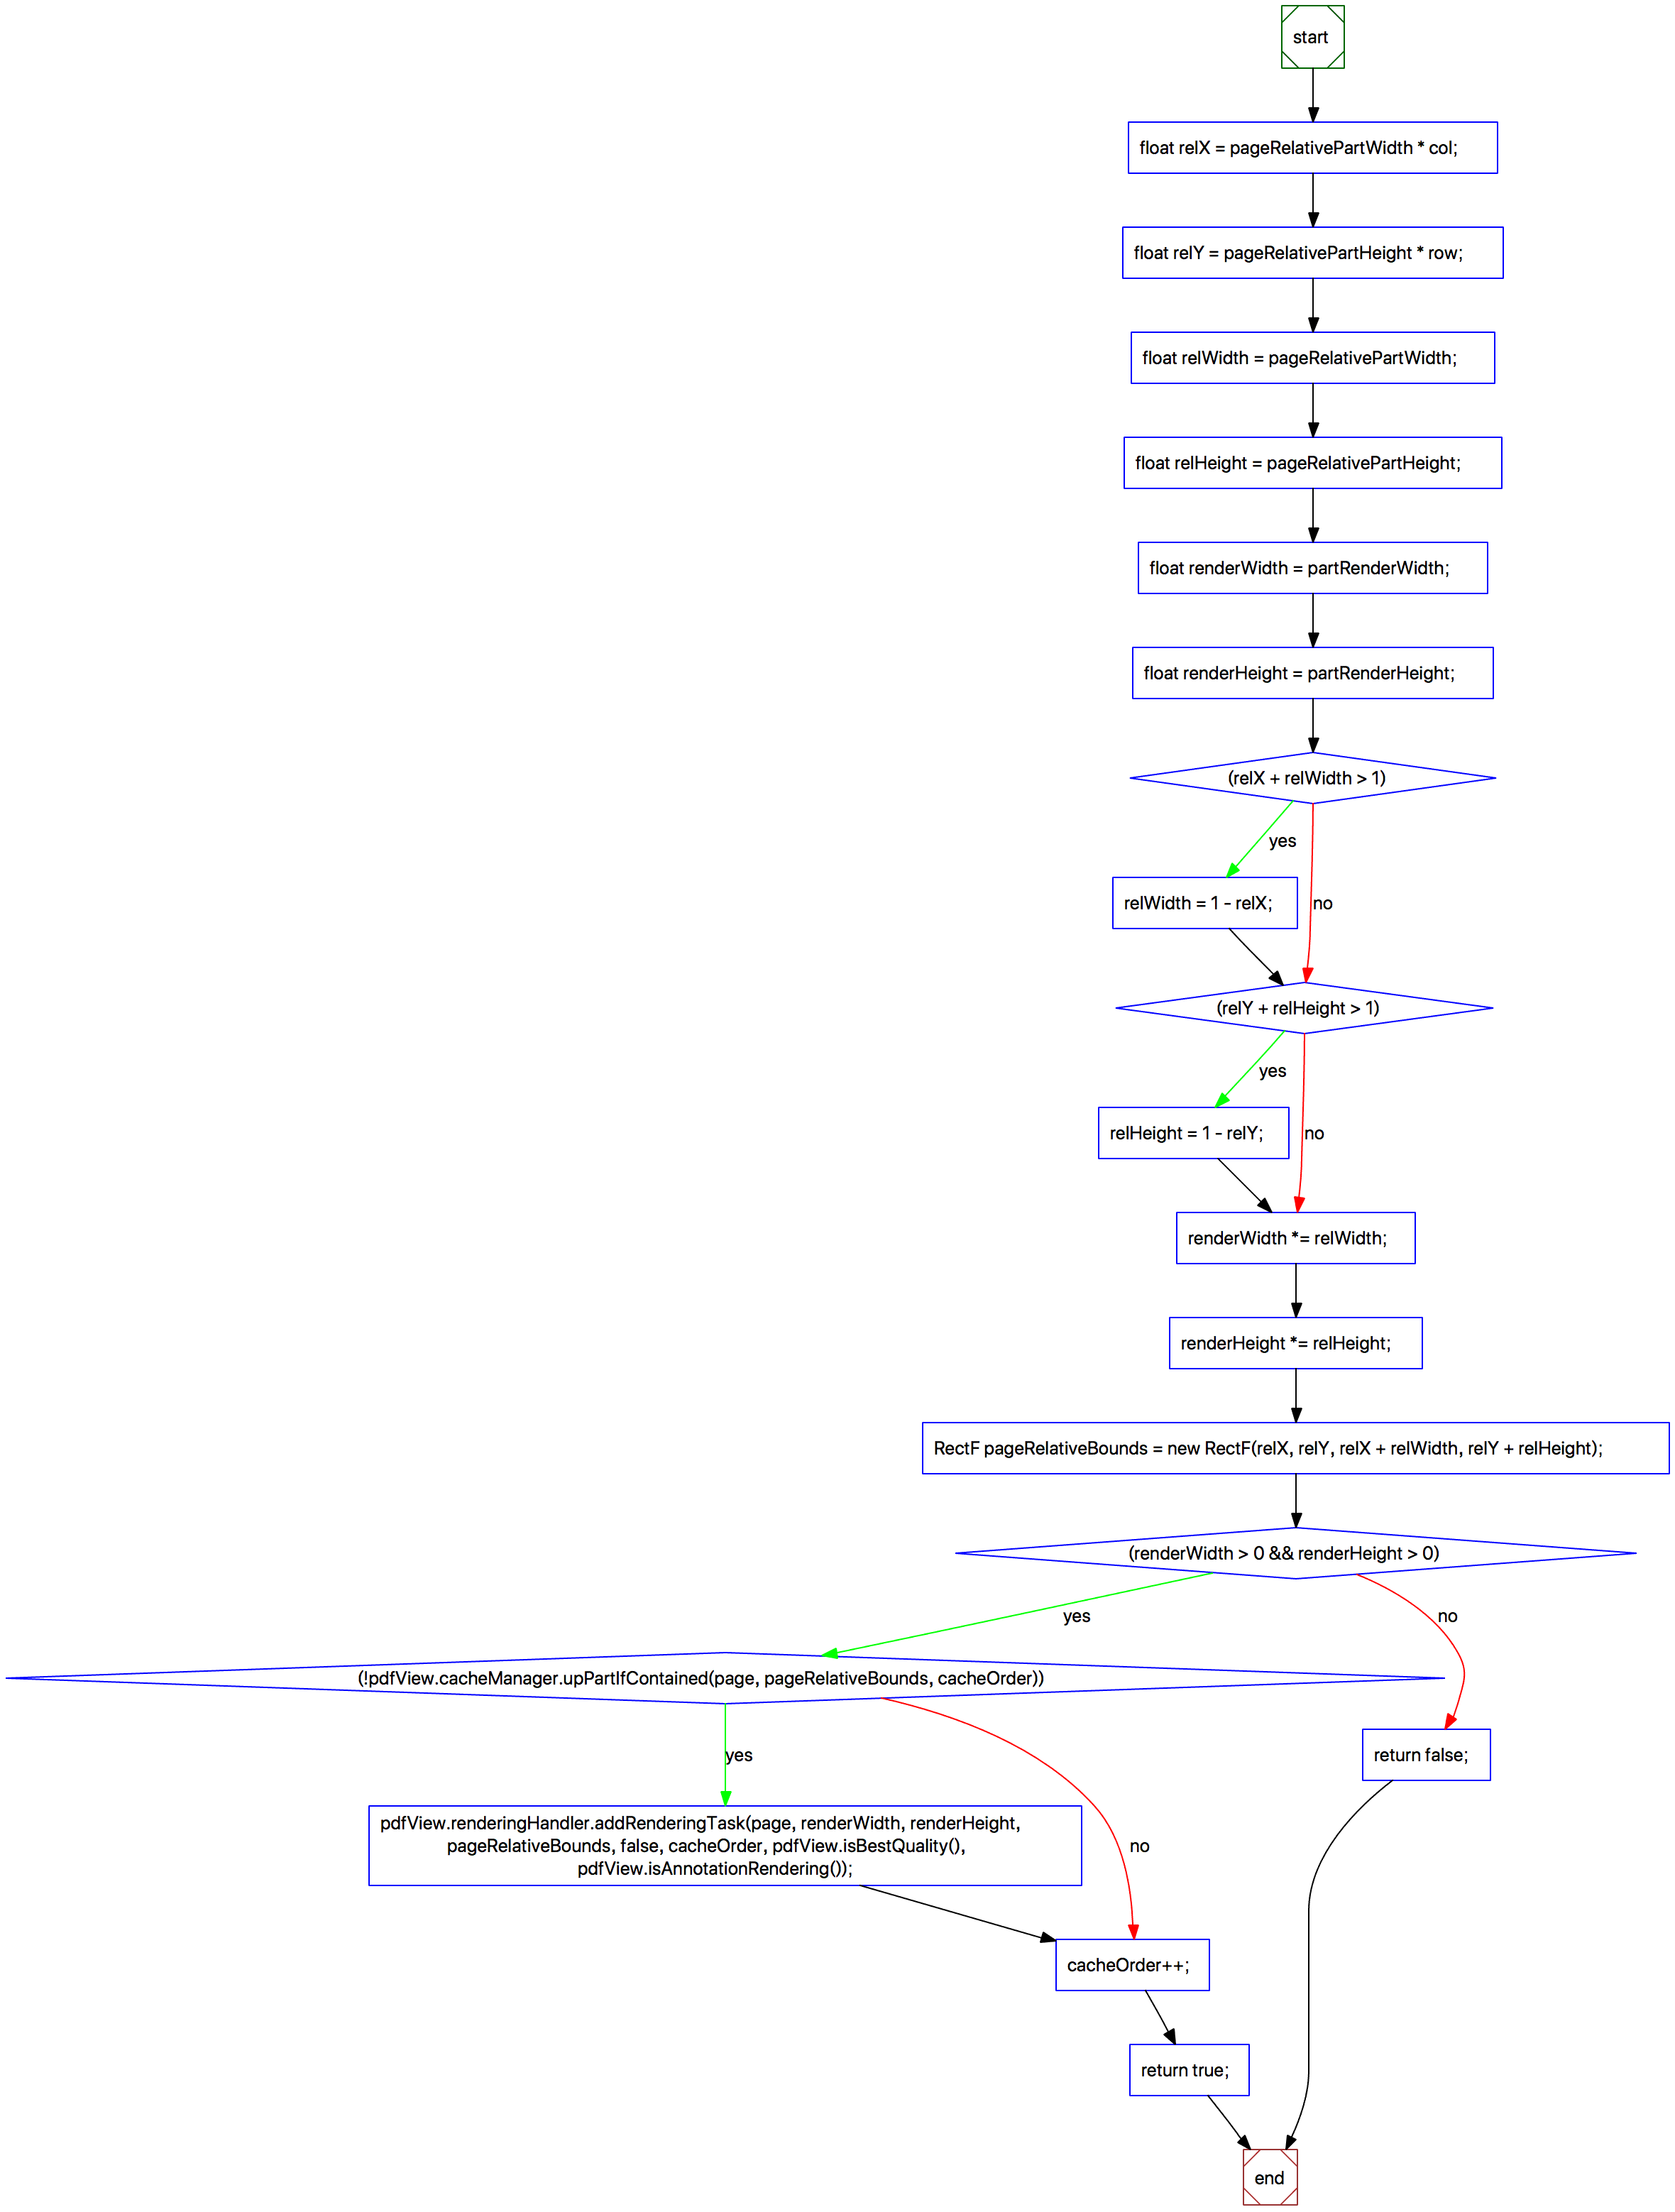 start
float relX = pageRelativePartWidth * col;
float relY = pageRelativePartHeight * row;
float relWidth = pageRelativePartWidth;
float relHeight = pageRelativePartHeight;
float renderWidth = partRenderWidth;
float renderHeight = partRenderHeight;
(relX + relWidth > 1)
yes
relWidth = 1 - relX;
no
(relY + relHeight > 1)
yes
relHeight = 1 - relY;
no
renderWidth *= relWidth;
renderHeight *= relHeight;
RectF pageRelativeBounds = new RectF(relX, relY, relX + relWidth, relY + relHeight);
(renderWidth > 0 && renderHeight > 0)
yes
no
(!pdfView.cacheManager.upPartIfContained(page, pageRelativeBounds, cacheOrder))
yes
return false;
pdfView.renderingHandler.addRenderingTask(page, renderWidth, renderHeight,
pageRelativeBounds, false, cacheOrder, pdfView.isBestQuality(),
pdfView.isAnnotationRendering());
no
cacheOrder++;
return true;
end